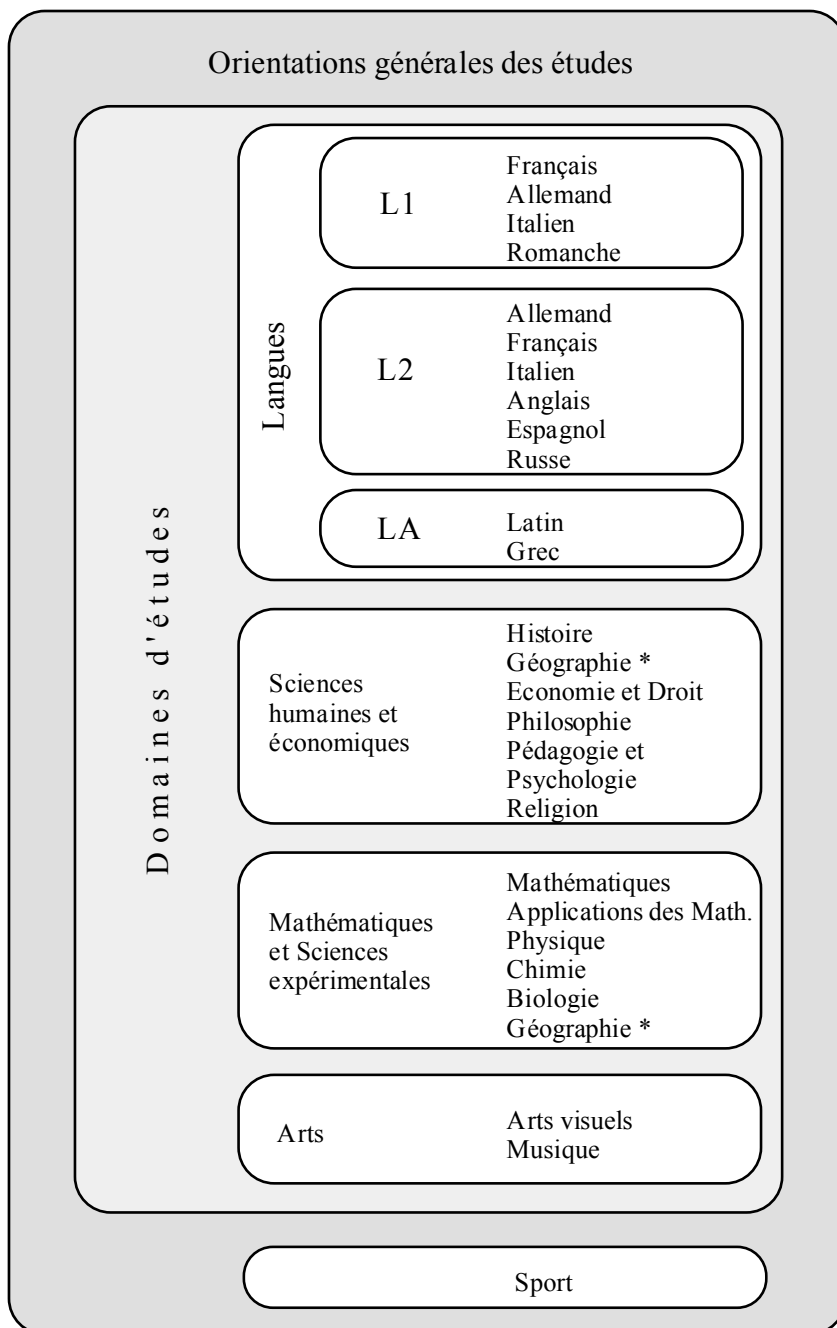 Orientations générales des études
Domaines d'études
Langues
L1
Français
Allemand
Italien
Romanche
L2
Allemand
Français
Italien
Anglais
Espagnol
Russe
LA
Latin
Grec
Sciences
humaines et
économiques
Histoire
Géographie *
Economie et Droit
Philosophie
Pédagogie et
Psychologie
Religion
Mathématiques
et Sciences
expérimentales
Mathématiques
Applications des Math.
Physique
Chimie
Biologie
Géographie *
Arts
Arts visuels
Musique
Sport